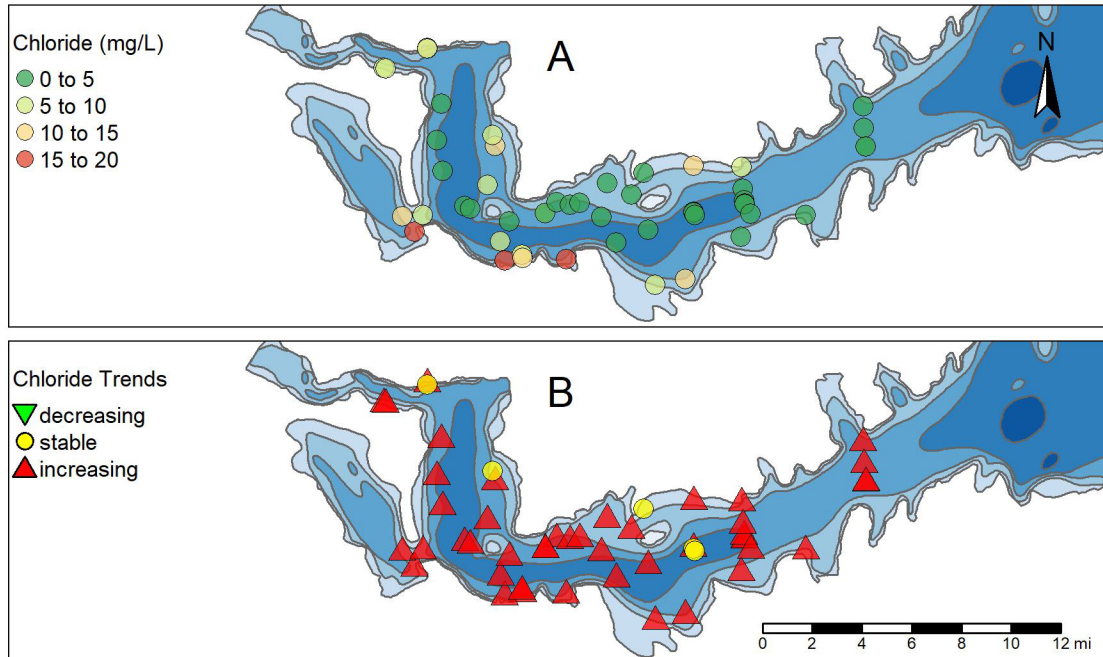 Chloride (mg/L)
0 to 5
5 to 10
10 to 15
15 to 20
A
N
Chloride Trends
decreasing
stable
increasing
B
0 2 4 6 8 10 12 mi